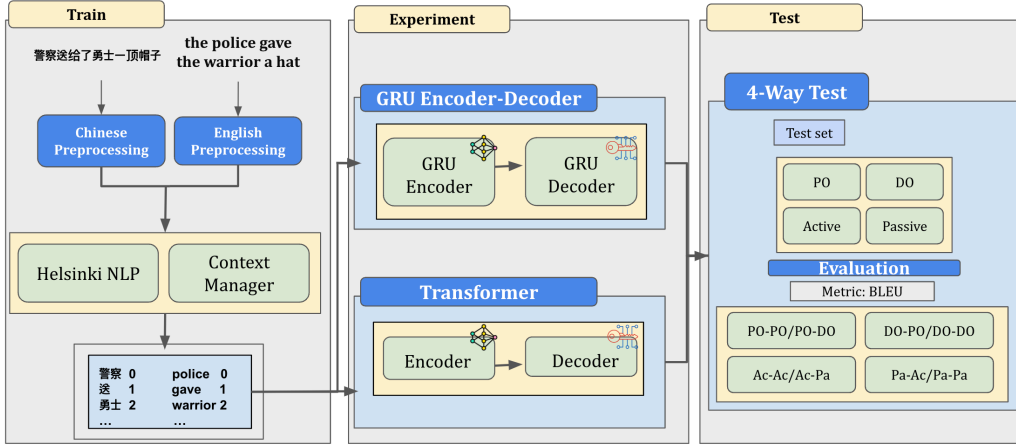 Train
警察送给了勇士一顶帽子
the police gave
the warrior a hat
Chinese
Preprocessing
English
Preprocessing
Helsinki NLP
Context
Manager
警察 0 police 0
送 1 gave 1
勇士 2 warrior 2
... ...
Experiment
GRU Encoder-Decoder
GRU
Encoder
GRU
Decoder
Transformer
Encoder
Decoder
Test
4-Way Test
Test set
PO
DO
Active
Passive
Evaluation
Metric: BLEU
PO-PO/PO-DO
DO-PO/DO-DO
Ac-Ac/Ac-Pa
Pa-Ac/Pa-Pa